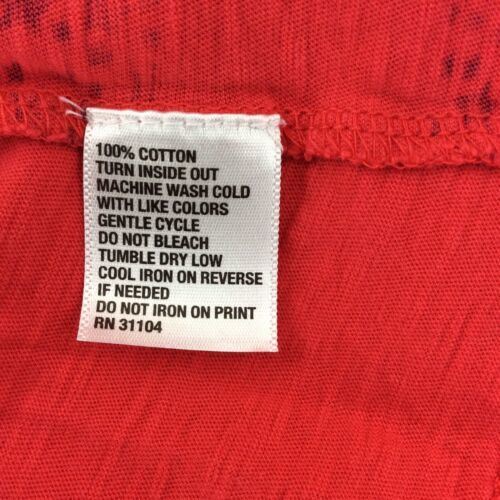 100% COTTON
TURN INSIDE OUT
MACHINE WASH COLD
WITH LIKE COLORS
GENTLE CYCLE
DO NOT BLEACH
TUMBLE DRY LOW
COOL IRON ON REVERSE
IF NEEDED
DO NOT IRON ON PRINT
RN 31104